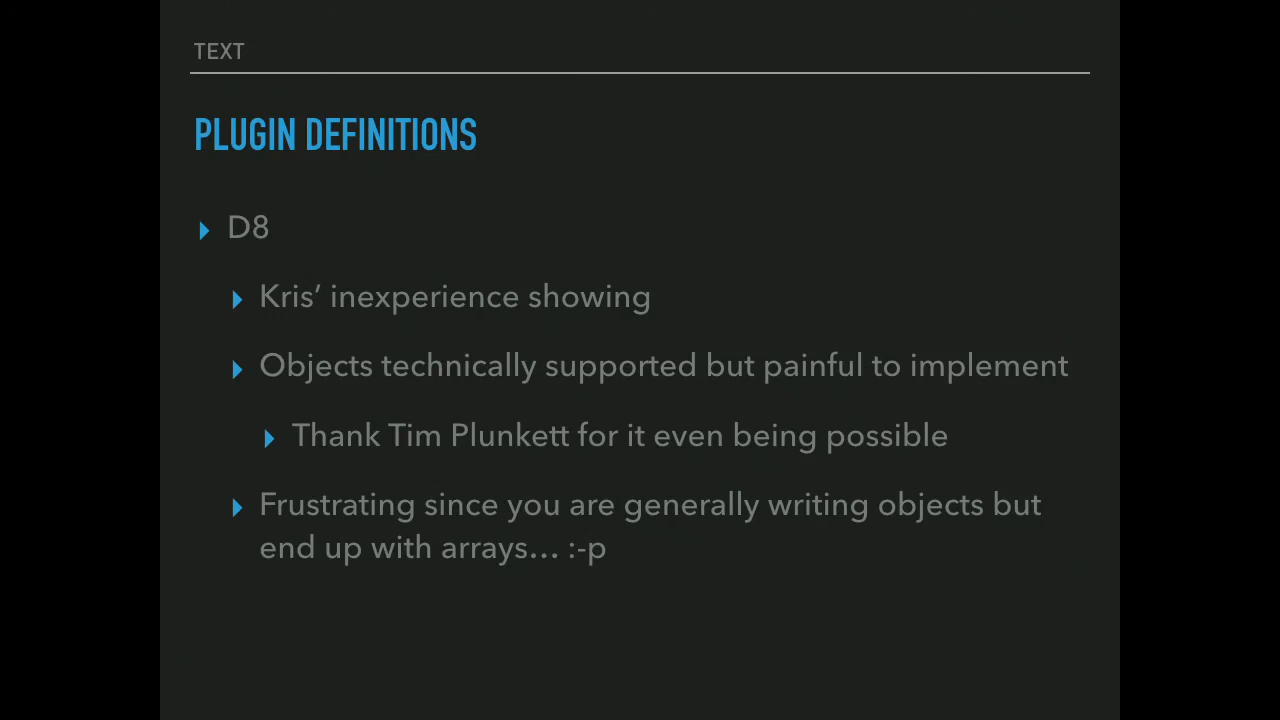 TEXT
PLUGIN DEFINITIONS
D8
Kris’ inexperience showing
Objects technically supported but painful to implement
Thank Tim Plunkett for it even being possible
Frustrating since you are generally writing objects but
end up with arrays… :-p